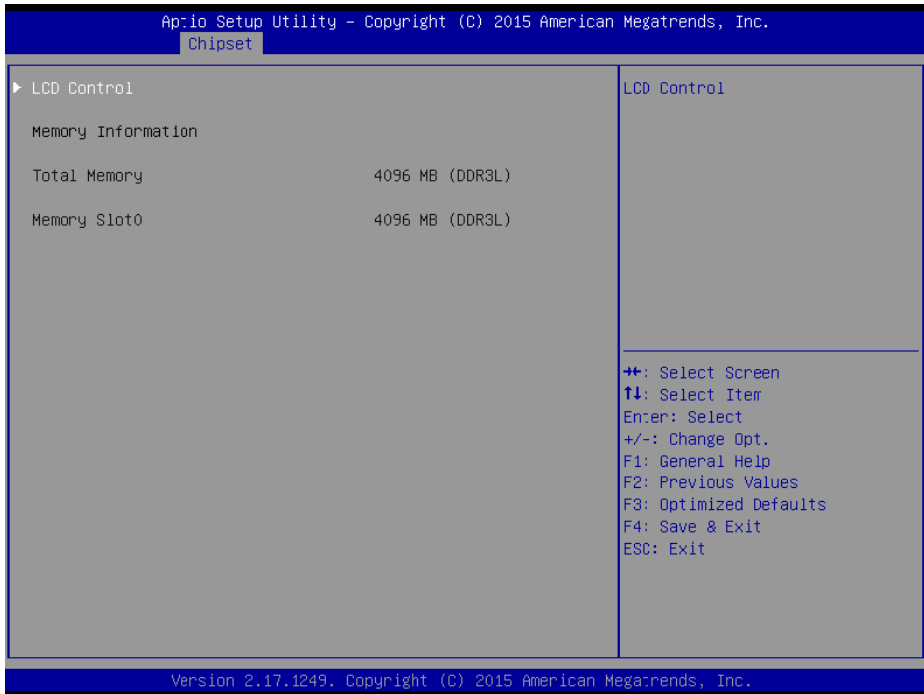 Aptio Setup Utility – Copyright (C) 2015 American Megatrends, Inc.
Chipset
LCD Control
Memory Information
Total Memory 4096 MB (DDR3L)
Memory Slot0 4096 MB (DDR3L)
LCD Control
→←: Select Screen
↑↓: Select Item
Enter: Select
+/-: Change Opt.
F1: General Help
F2: Previous Values
F3: Optimized Defaults
F4: Save & Exit
ESC: Exit
Version 2.17.1249. Copyright (C) 2015 American Megatrends, Inc.